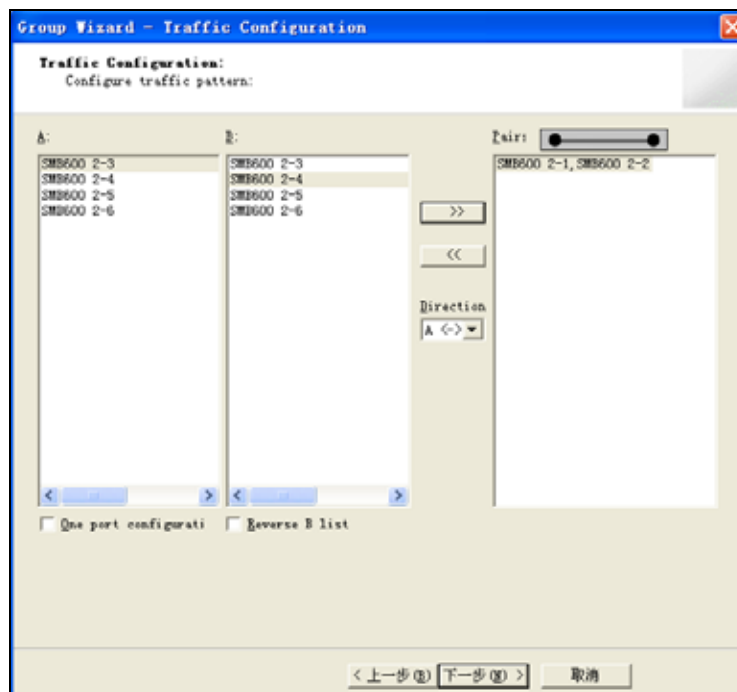 Group Wizard - Traffic Configuration
Traffic Configuration:
Configure traffic pattern:
A:
B:
Pair:
SMB600 2-3
SMB600 2-4
SMB600 2-5
SMB600 2-6
SMB600 2-3
SMB600 2-4
SMB600 2-5
SMB600 2-6
SMB600 2-1,SMB600 2-2
>>
<<
Direction
A <->
One port configurati
Reverse B list
< 上一步(B)
下一步(N) >
取消